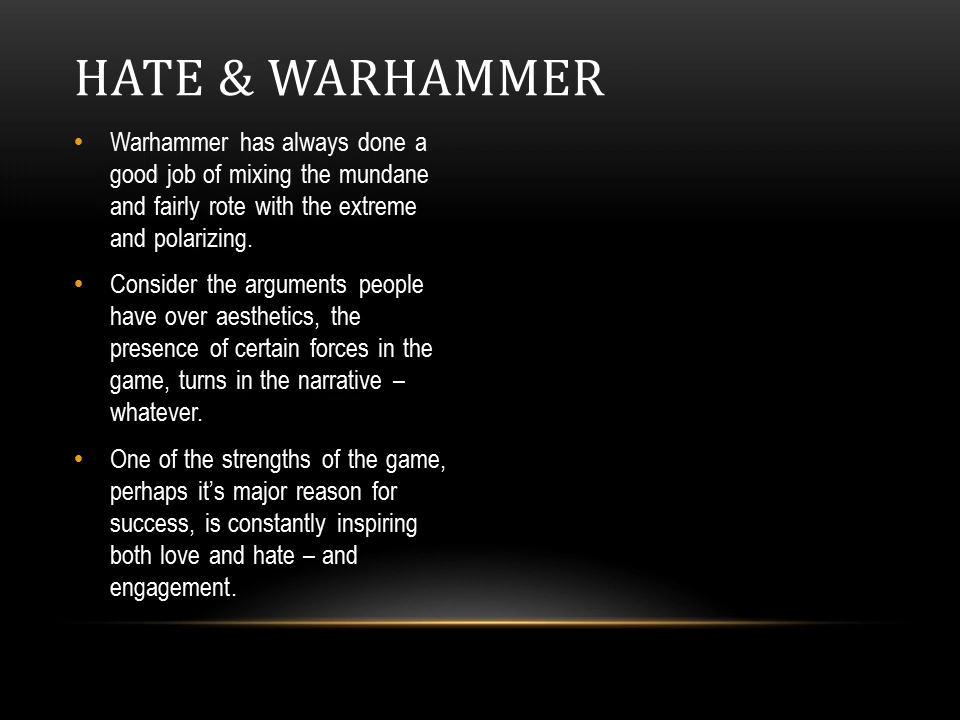 HATE & WARHAMMER
• Warhammer has always done a
good job of mixing the mundane
and fairly rote with the extreme
and polarizing.
• Consider the arguments people
have over aesthetics, the
presence of certain forces in the
game, turns in the narrative –
whatever.
• One of the strengths of the game,
perhaps it’s major reason for
success, is constantly inspiring
both love and hate – and
engagement.